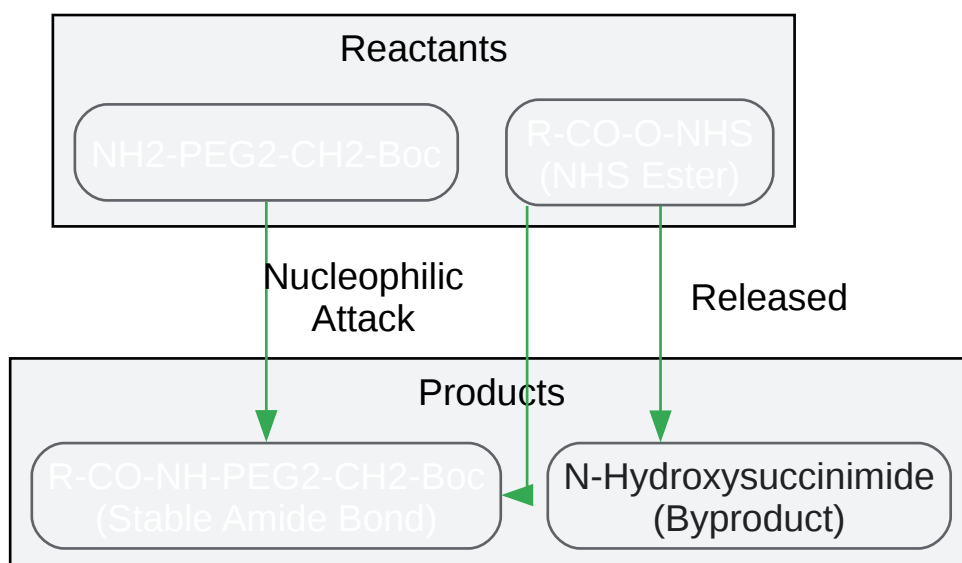 Reactants
NH2-PEG2-CH2-Boc
R-CO-O-NHS
(NHS Ester)
Nucleophilic
Attack
Released
Products
R-CO-NH-PEG2-CH2-Boc
(Stable Amide Bond)
N-Hydroxysuccinimide
(Byproduct)